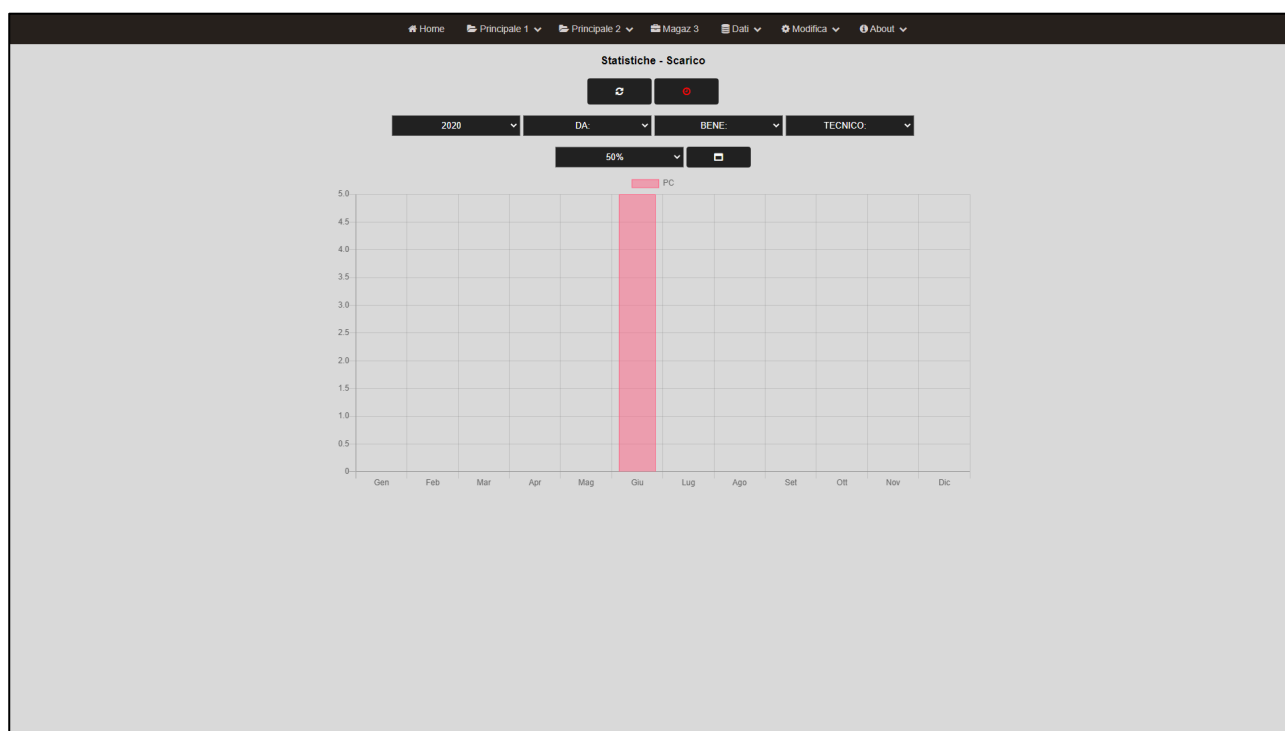 Home Principale 1 Principale 2 Magaz 3 Dati Modifica About
Statistiche - Scarico
2020 DA: BENE: TECNICO:
50%
PC
5.0
4.5
4.0
3.5
3.0
2.5
2.0
1.5
1.0
0.5
0
Gen Feb Mar Apr Mag Giu Lug Ago Set Ott Nov Dic